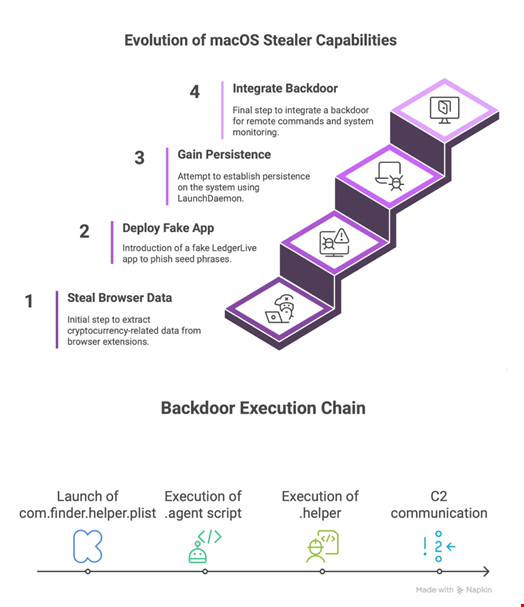 Evolution of macOS Stealer Capabilities
4
Integrate Backdoor
Final step to integrate a backdoor
for remote commands and system
monitoring.
3
Gain Persistence
Attempt to establish persistence
on the system using
LaunchDaemon.
2
Deploy Fake App
Introduction of a fake LedgerLive
app to phish seed phrases.
1
Steal Browser Data
Initial step to extract
cryptocurrency-related data from
browser extensions.
Backdoor Execution Chain
Launch of
com.finder.helper.plist
Execution of
.agent script
Execution of
.helper
C2
communication
Made with Napkin